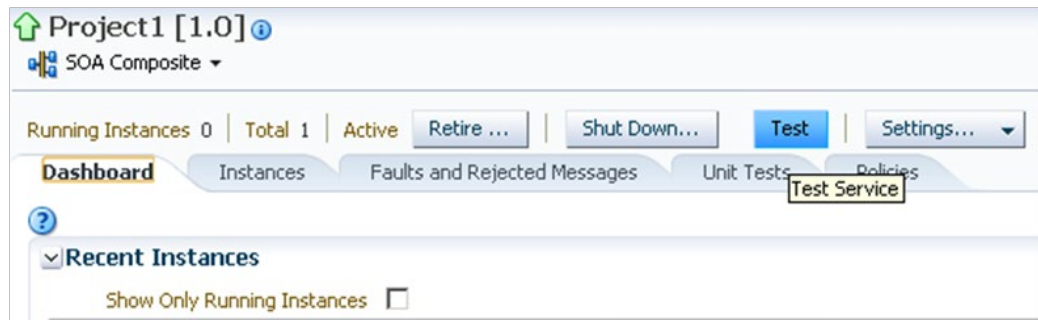 Project1 [1.0]
SOA Composite
Running Instances 0 Total 1 Active Retire ... Shut Down... Test Settings...
Dashboard Instances Faults and Rejected Messages Unit Tests Policies
Test Service
Recent Instances
Show Only Running Instances